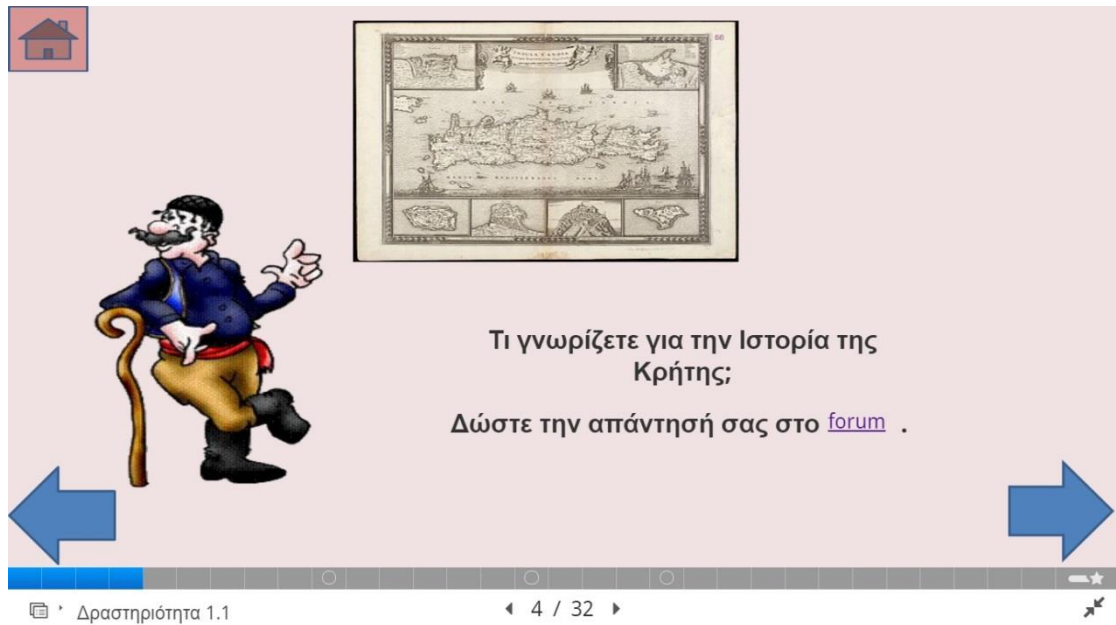 Τι γνωρίζετε για την Ιστορία της
Κρήτης;
Δώστε την απάντησή σας στο forum .
Δραστηριότητα 1.1
4 / 32